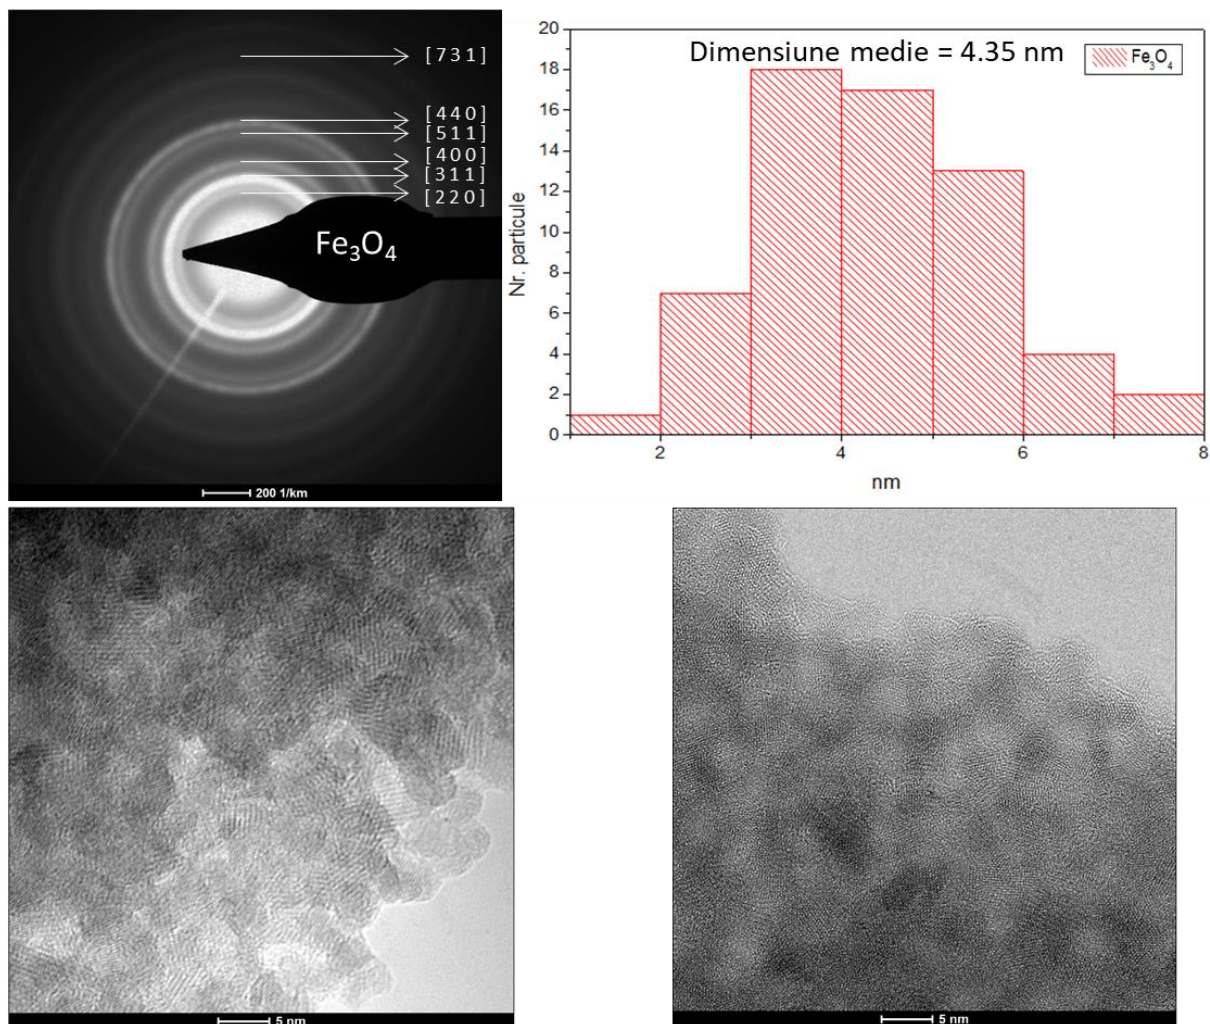 [731]
[440]
[511]
[400]
[311]
[220]
Fe₃O₄
200 1/km
Dimensiune medie = 4.35 nm
Fe₃O₄
20
18
16
14
12
10
8
6
4
2
0
Nr. particule
2 4 6 8
nm
5 nm
5 nm